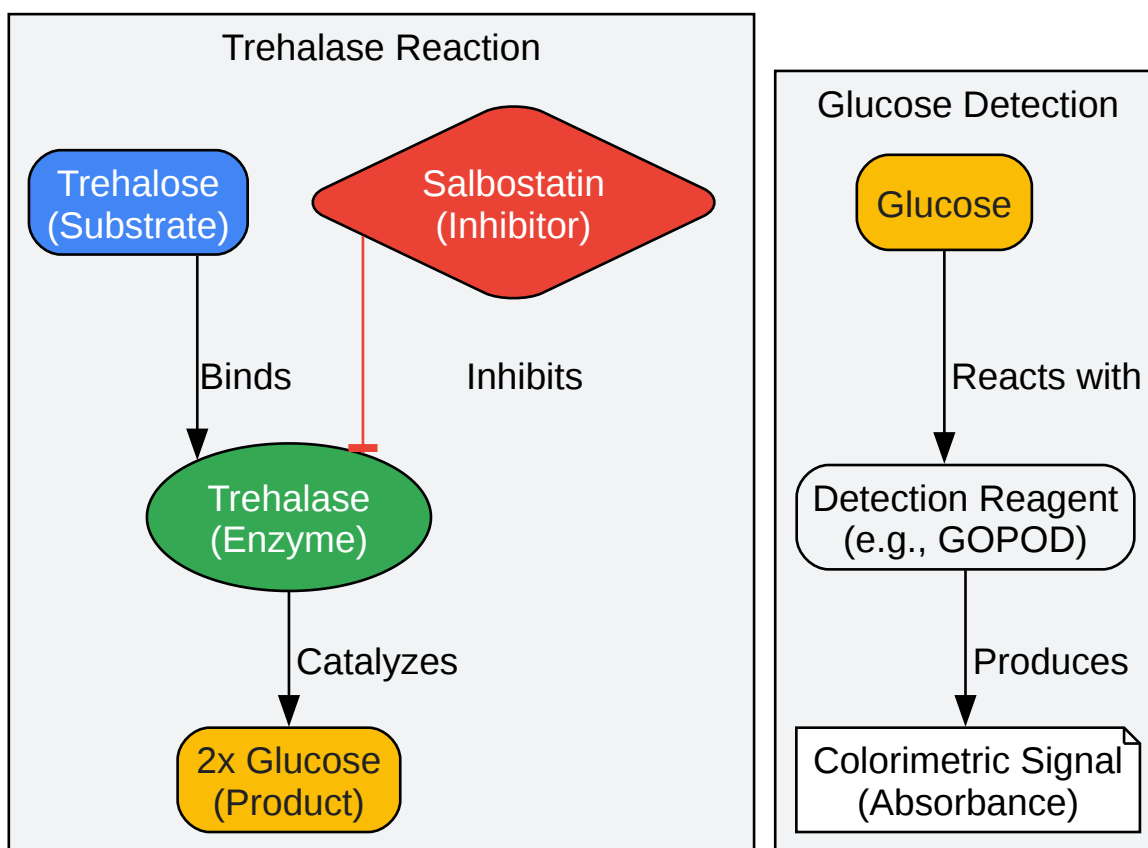 Trehalase Reaction
Trehalose
(Substrate)
Salbostatin
(Inhibitor)
Binds
Inhibits
Trehalase
(Enzyme)
Catalyzes
2x Glucose
(Product)
Glucose Detection
Glucose
Reacts with
Detection Reagent
(e.g., GOPOD)
Produces
Colorimetric Signal
(Absorbance)